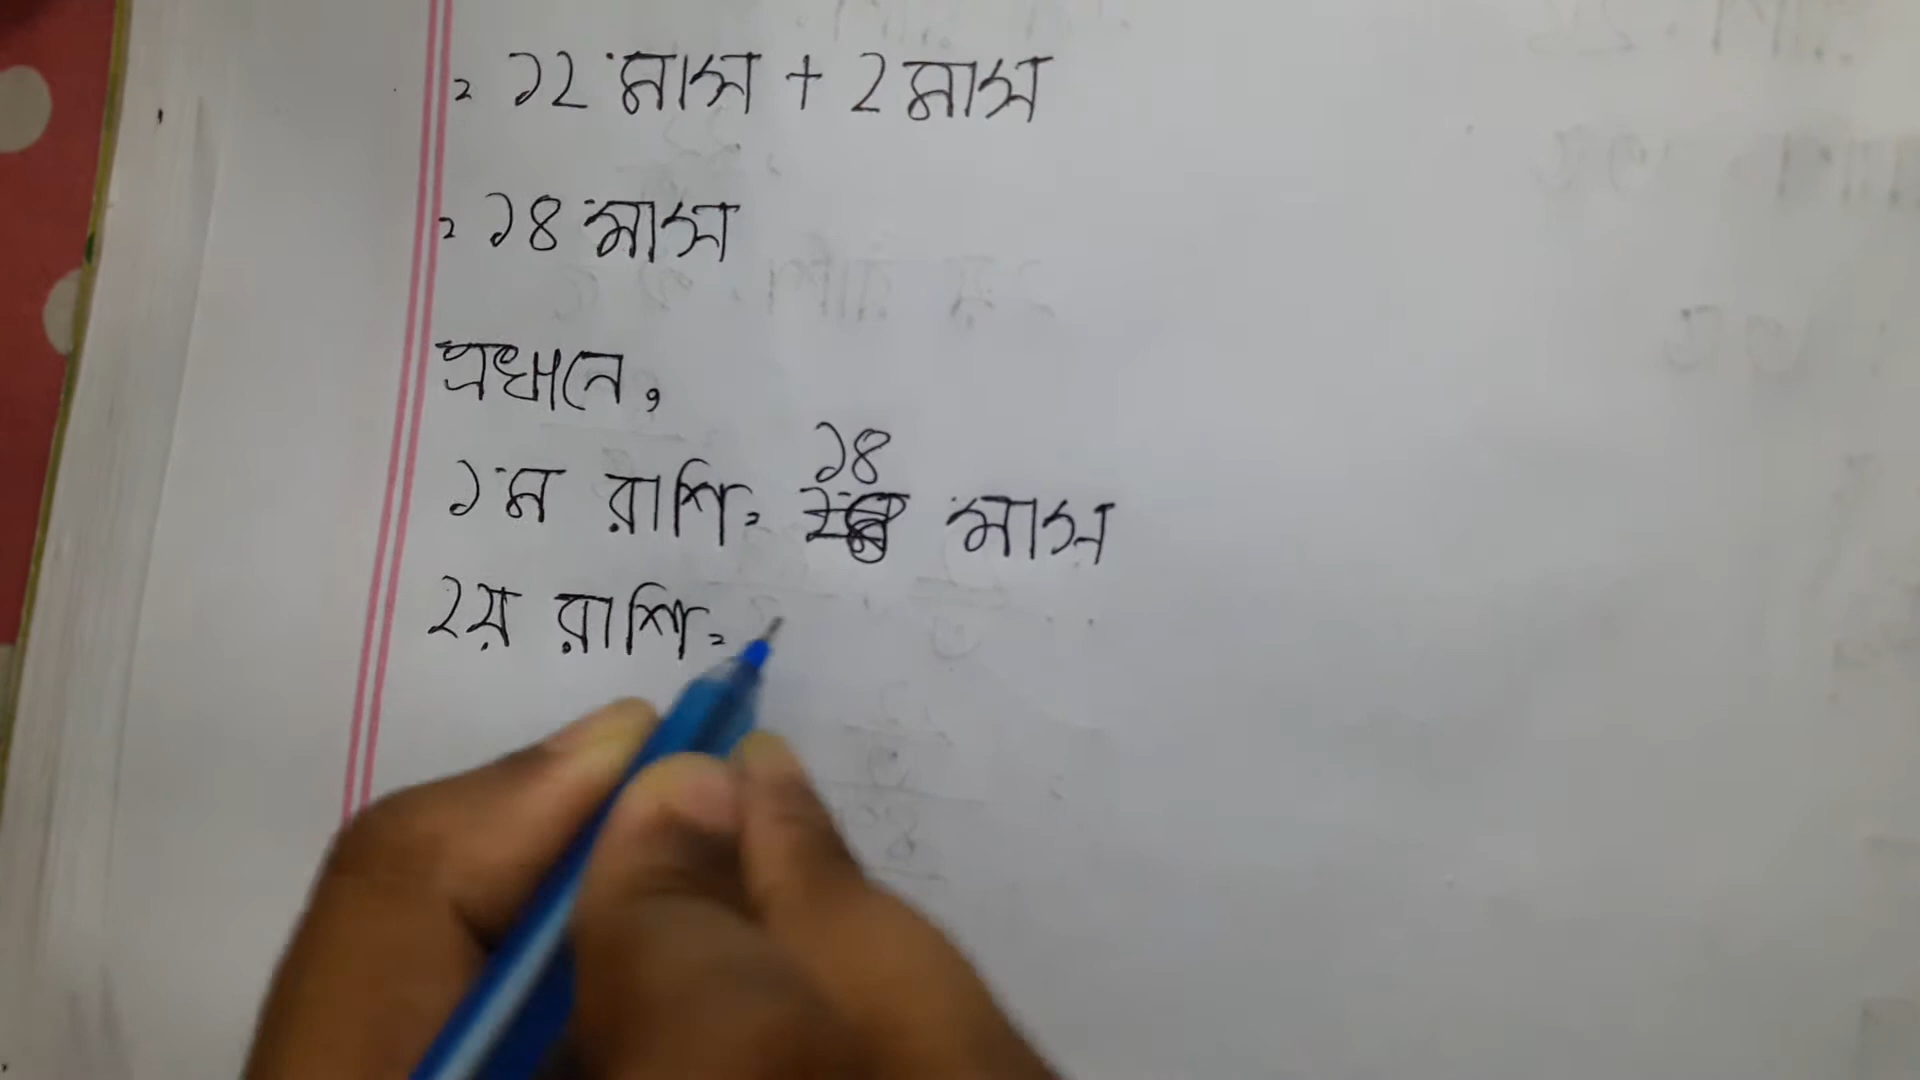 = ১২ মাস + ২ মাস
= ১৪ মাস
এখানে,
১ম রাশি = ১৪ মাস
২য় রাশি =